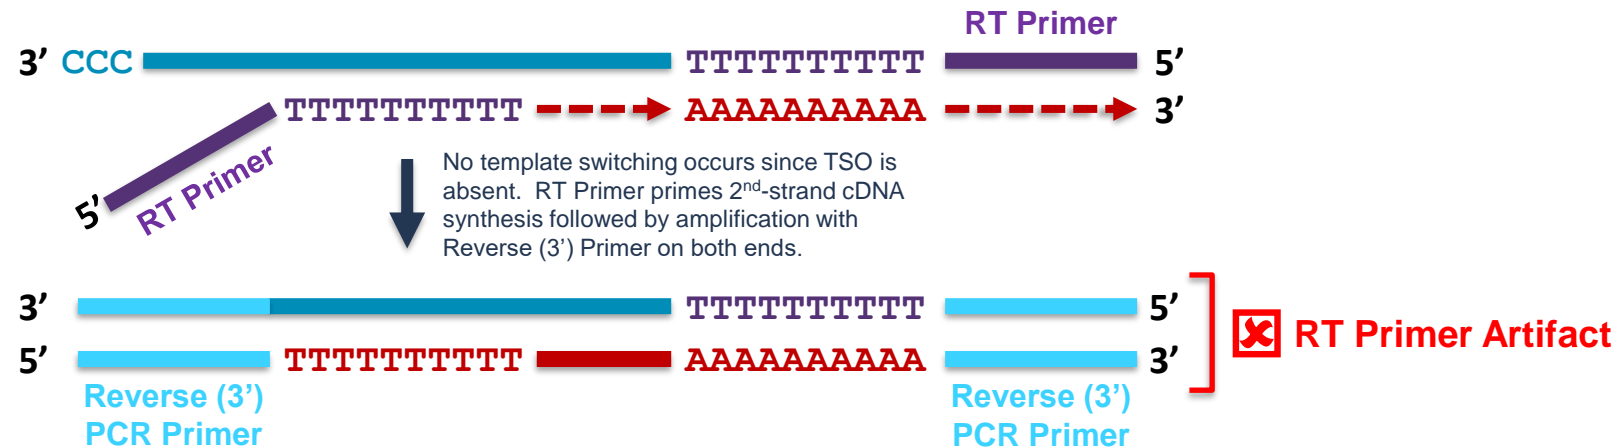 RT Primer
3’ CCC TTTTTTTTTT 5’
TTTTTTTTTT AAAAAAAAAA 3’
5’ RT Primer
No template switching occurs since TSO is
absent. RT Primer primes 2nd-strand cDNA
synthesis followed by amplification with
Reverse (3’) Primer on both ends.
3’ TTTTTTTTTT 5’
RT Primer Artifact
5’ TTTTTTTTTT AAAAAAAAAA 3’
Reverse (3’)
PCR Primer
Reverse (3’)
PCR Primer